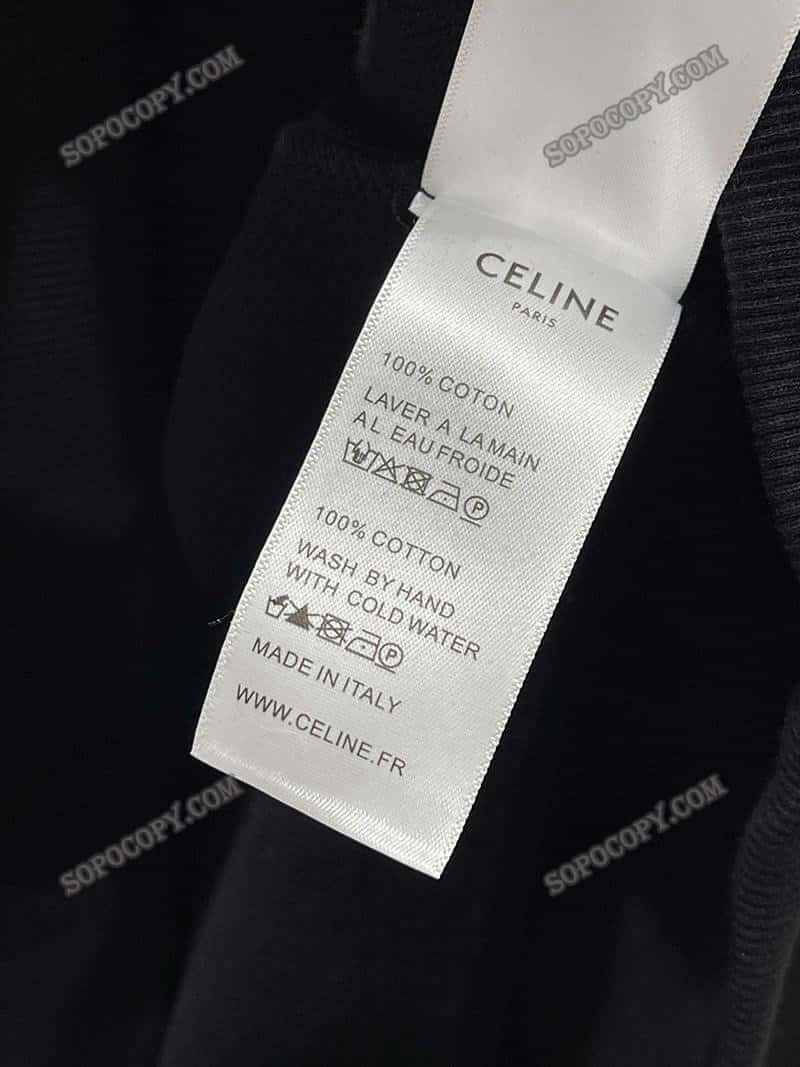 SOPOCOPY.COM
SOPOCOPY.COM
CELINE
PARIS
100% COTON
LAVER A LA MAIN
A L EAU FROIDE
P
100% COTTON
WASH BY HAND
WITH COLD WATER
P
MADE IN ITALY
WWW.CELINE.FR
SOPOCOPY.COM
SOPOCOPY.COM